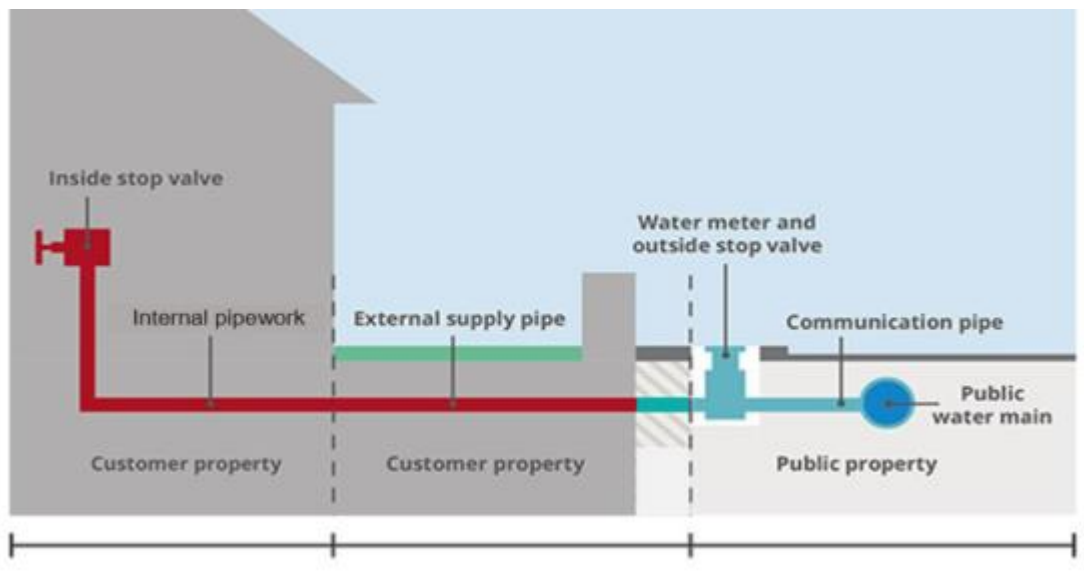 Inside stop valve
Water meter and
outside stop valve
Internal pipework
External supply pipe
Communication pipe
Public
water main
Customer property
Customer property
Public property